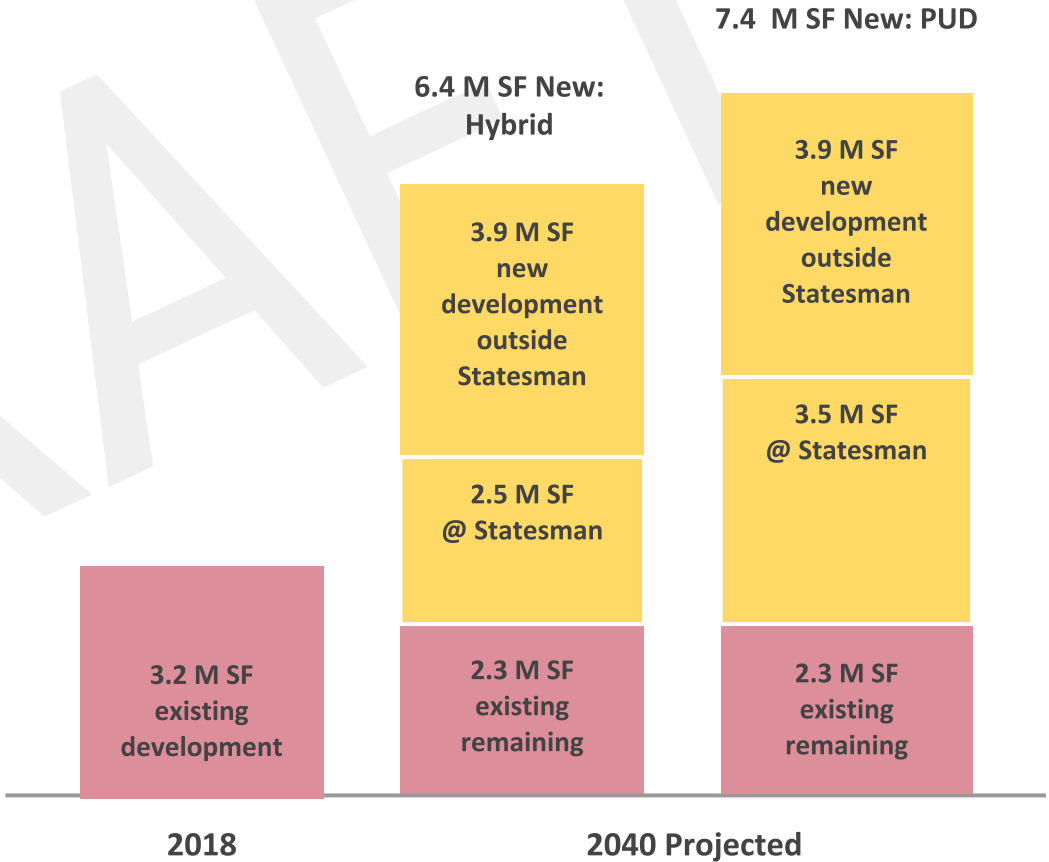 7.4 M SF New: PUD
6.4 M SF New:
Hybrid
3.9 M SF
new
development
outside
Statesman
2.5 M SF
@ Statesman
2.3 M SF
existing
remaining
3.9 M SF
new
development
outside
Statesman
3.5 M SF
@ Statesman
2.3 M SF
existing
remaining
3.2 M SF
existing
development
2018
2040 Projected